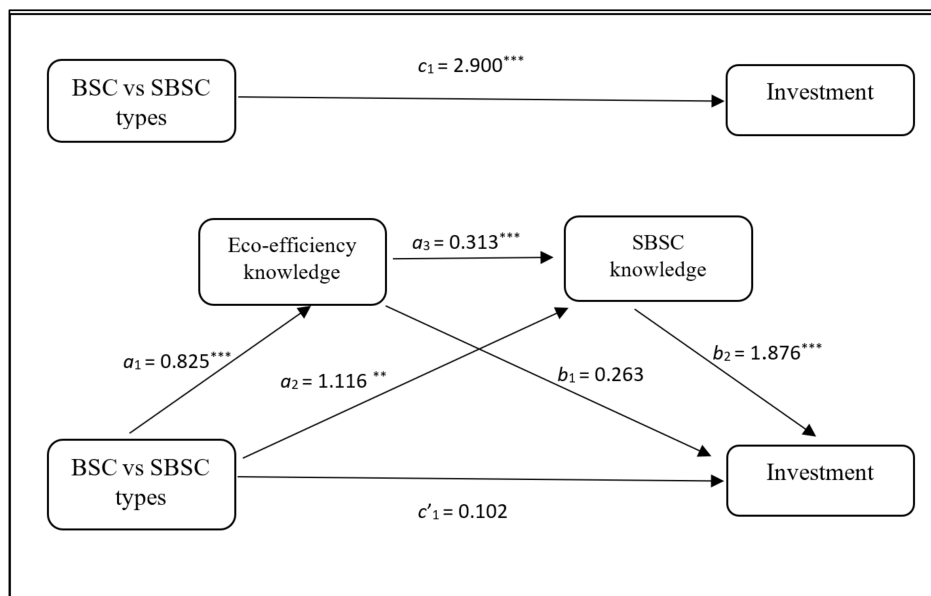 c₁ = 2.900***
BSC vs SBSC
types
Investment
Eco-efficiency
knowledge
a₃ = 0.313***
SBSC
knowledge
a₁ = 0.825***
a₂ = 1.116 **
b₁ = 0.263
b₂ = 1.876***
BSC vs SBSC
types
Investment
c'₁ = 0.102